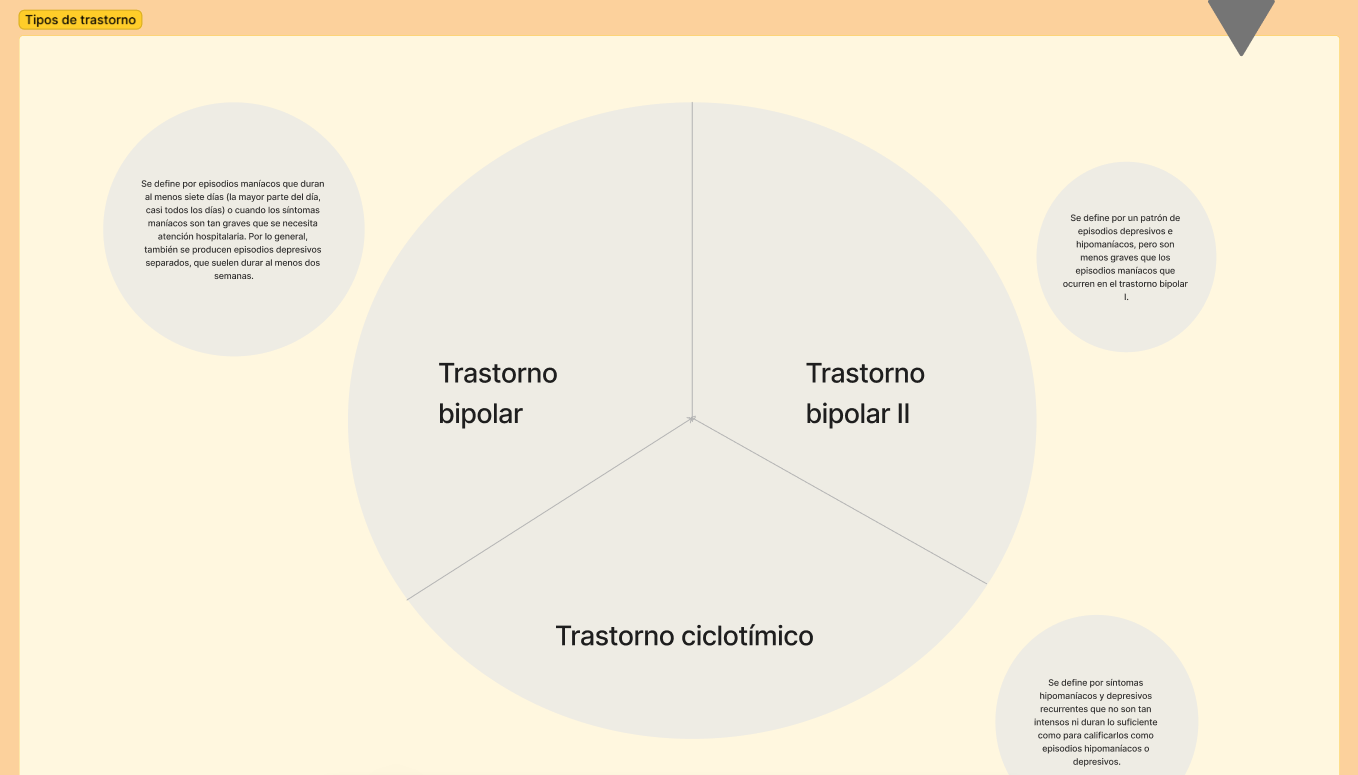 Tipos de trastorno
Se define por episodios maníacos que duran
al menos siete días (la mayor parte del día,
casi todos los días) o cuando los síntomas
maníacos son tan graves que se necesita
atención hospitalaria. Por lo general,
también se producen episodios depresivos
separados, que suelen durar al menos dos
semanas.
Se define por un patrón de
episodios depresivos e
hipomaníacos, pero son
menos graves que los
episodios maníacos que
ocurren en el trastorno bipolar
I.
Trastorno
bipolar
Trastorno
bipolar II
Trastorno ciclotímico
Se define por síntomas
hipomaníacos y depresivos
recurrentes que no son tan
intensos ni duran lo suficiente
como para calificarlos como
episodios hipomaníacos o
depresivos.